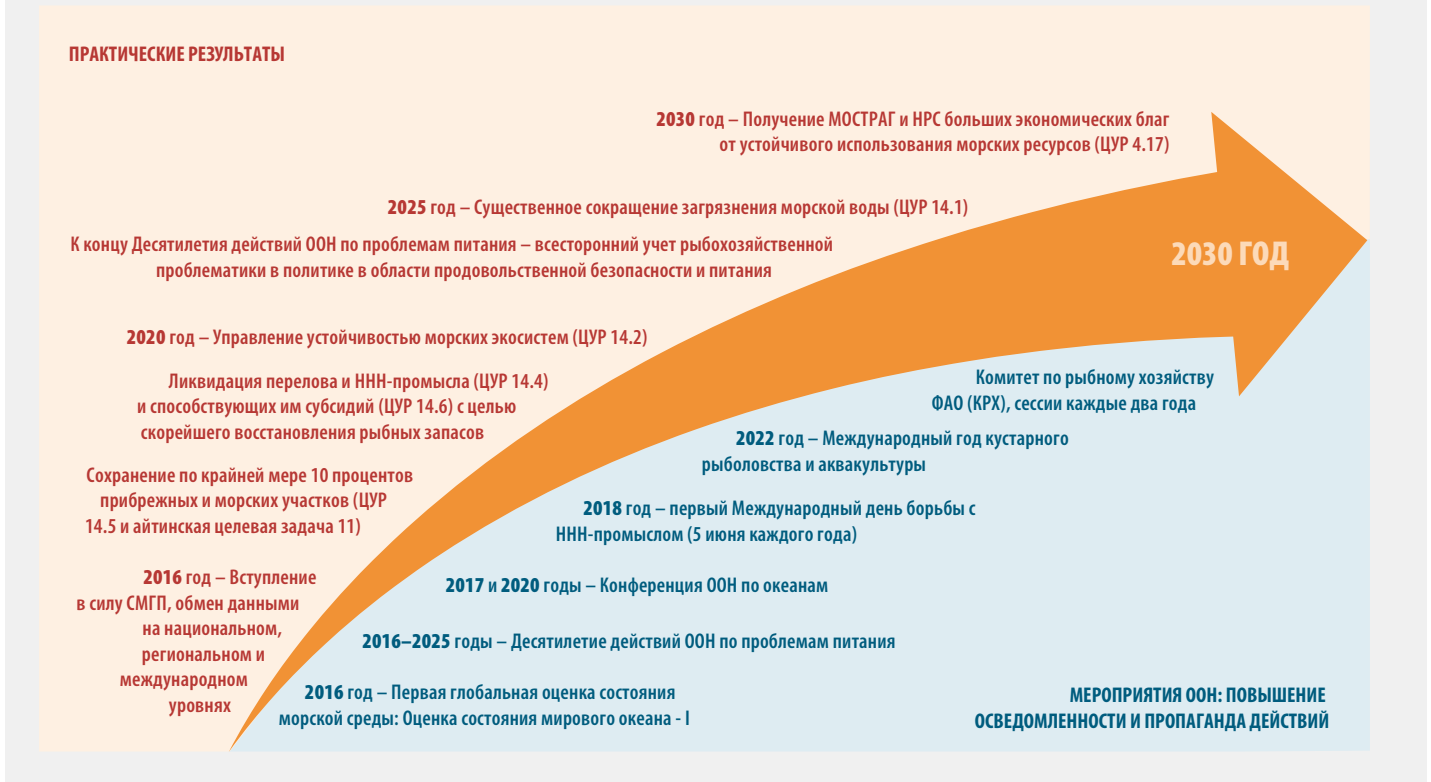 ПРАКТИЧЕСКИЕ РЕЗУЛЬТАТЫ
2030 год – Получение МОСТРАГ и НРС больших экономических благ
от устойчивого использования морских ресурсов (ЦУР 4.17)
2025 год – Существенное сокращение загрязнения морской воды (ЦУР 14.1)
К концу Десятилетия действий ООН по проблемам питания – всесторонний учет рыбохозяйственной
проблематики в политике в области продовольственной безопасности и питания
2020 год – Управление устойчивостью морских экосистем (ЦУР 14.2)
Ликвидация перелова и ННН-промысла (ЦУР 14.4)
и способствующих им субсидий (ЦУР 14.6) с целью
скорейшего восстановления рыбных запасов
Сохранение по крайней мере 10 процентов
прибрежных и морских участков (ЦУР
14.5 и айтинская целевая задача 11)
2016 год – Вступление
в силу СМГП, обмен данными
на национальном,
региональном и
международном
уровнях
2030 ГОД
Комитет по рыбному хозяйству
ФАО (КРХ), сессии каждые два года
2022 год – Международный год кустарного
рыболовства и аквакультуры
2018 год – первый Международный день борьбы с
ННН-промыслом (5 июня каждого года)
2017 и 2020 годы – Конференция ООН по океанам
2016–2025 годы – Десятилетие действий ООН по проблемам питания
2016 год – Первая глобальная оценка состояния
морской среды: Оценка состояния мирового океана - I
МЕРОПРИЯТИЯ ООН: ПОВЫШЕНИЕ
ОСВЕДОМЛЕННОСТИ И ПРОПАГАНДА ДЕЙСТВИЙ